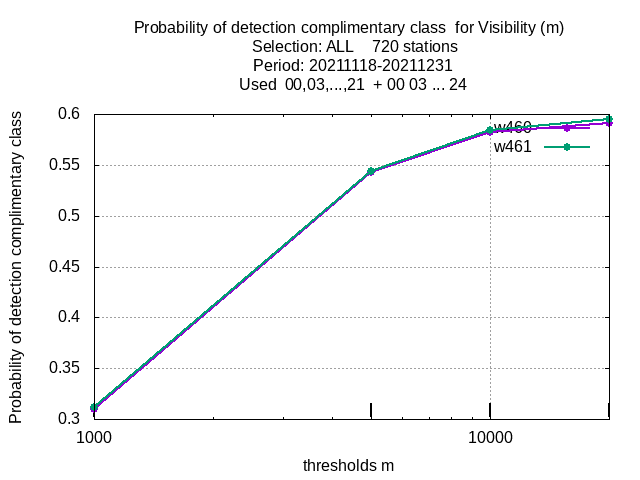 Probability of detection complimentary class  for Visibility (m)
Selection: ALL    720 stations
Period: 20211118-20211231
Used  00,03,...,21  + 00 03 ... 24
Probability of detection complimentary class
0.6
0.55
0.5
0.45
0.4
0.35
0.3
w460
w461
1000
10000
thresholds m